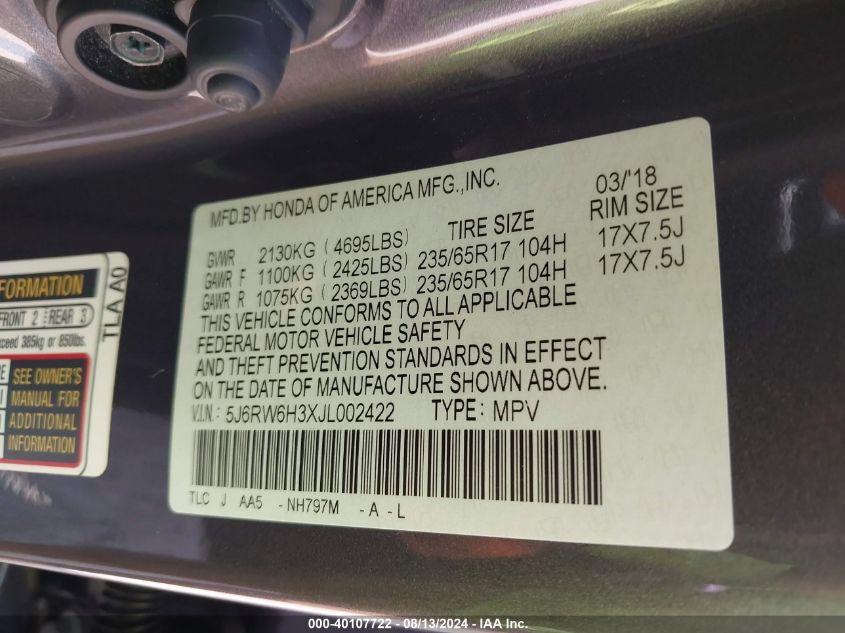 MFD.BY HONDA OF AMERICA MFG.,INC. 03/'18
TIRE SIZE RIM SIZE
GVWR 2130KG ( 4695LBS)
GAWR F 1100KG ( 2425LBS) 235/65R17 104H 17X7.5J
GAWR R 1075KG ( 2369LBS) 235/65R17 104H 17X7.5J
THIS VEHICLE CONFORMS TO ALL APPLICABLE
FEDERAL MOTOR VEHICLE SAFETY
AND THEFT PREVENTION STANDARDS IN EFFECT
ON THE DATE OF MANUFACTURE SHOWN ABOVE.
V.I.N.: 5J6RW6H3XJL002422 TYPE: MPV
TLC J AA5 -NH797M -A -L
FORMATION
FRONT 2 REAR 3
exceed 385kg or 850lbs.
SEE OWNER'S
MANUAL FOR
ADDITIONAL
INFORMATION
TLA A0
000-40107722 - 08/13/2024 - IAA Inc.